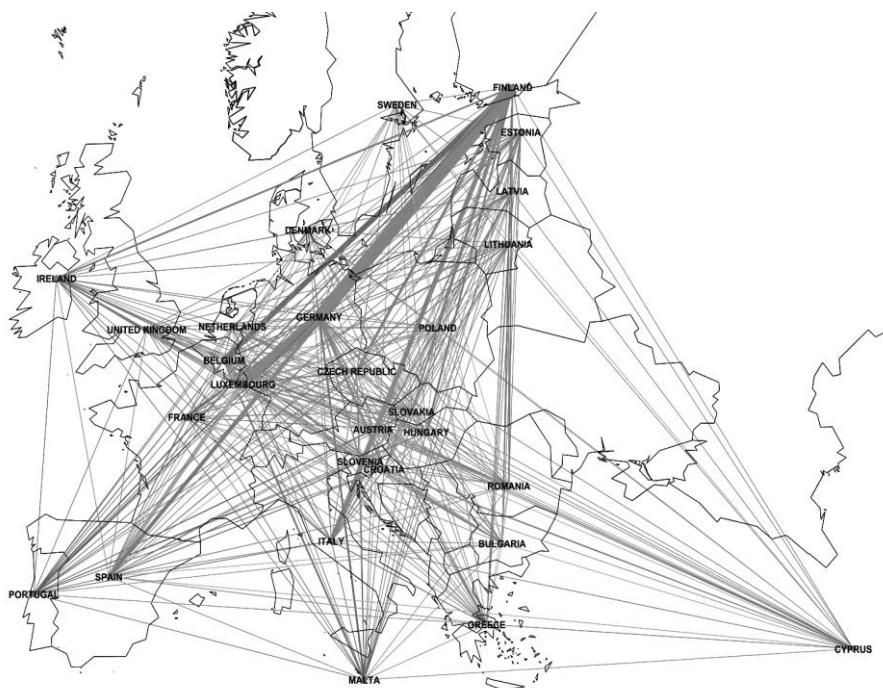 FINLAND
SWEDEN
ESTONIA
LATVIA
DENMARK
LITHUANIA
IRELAND
GERMANY
UNITED KINGDOM
NETHERLANDS
POLAND
BELGIUM
CZECH REPUBLIC
LUXEMBOURG
SLOVAKIA
FRANCE
AUSTRIA
HUNGARY
SLOVENIA
CROATIA
ROMANIA
ITALY
BULGARIA
SPAIN
PORTUGAL
GREECE
CYPRUS
MALTA